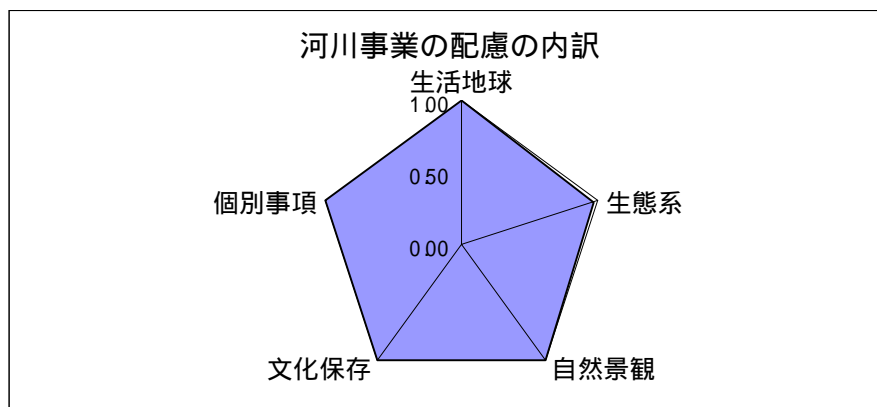 河川事業の配慮の内訳
生活地球
1.00
0.50
個別事項
生態系
0.00
文化保存
自然景観